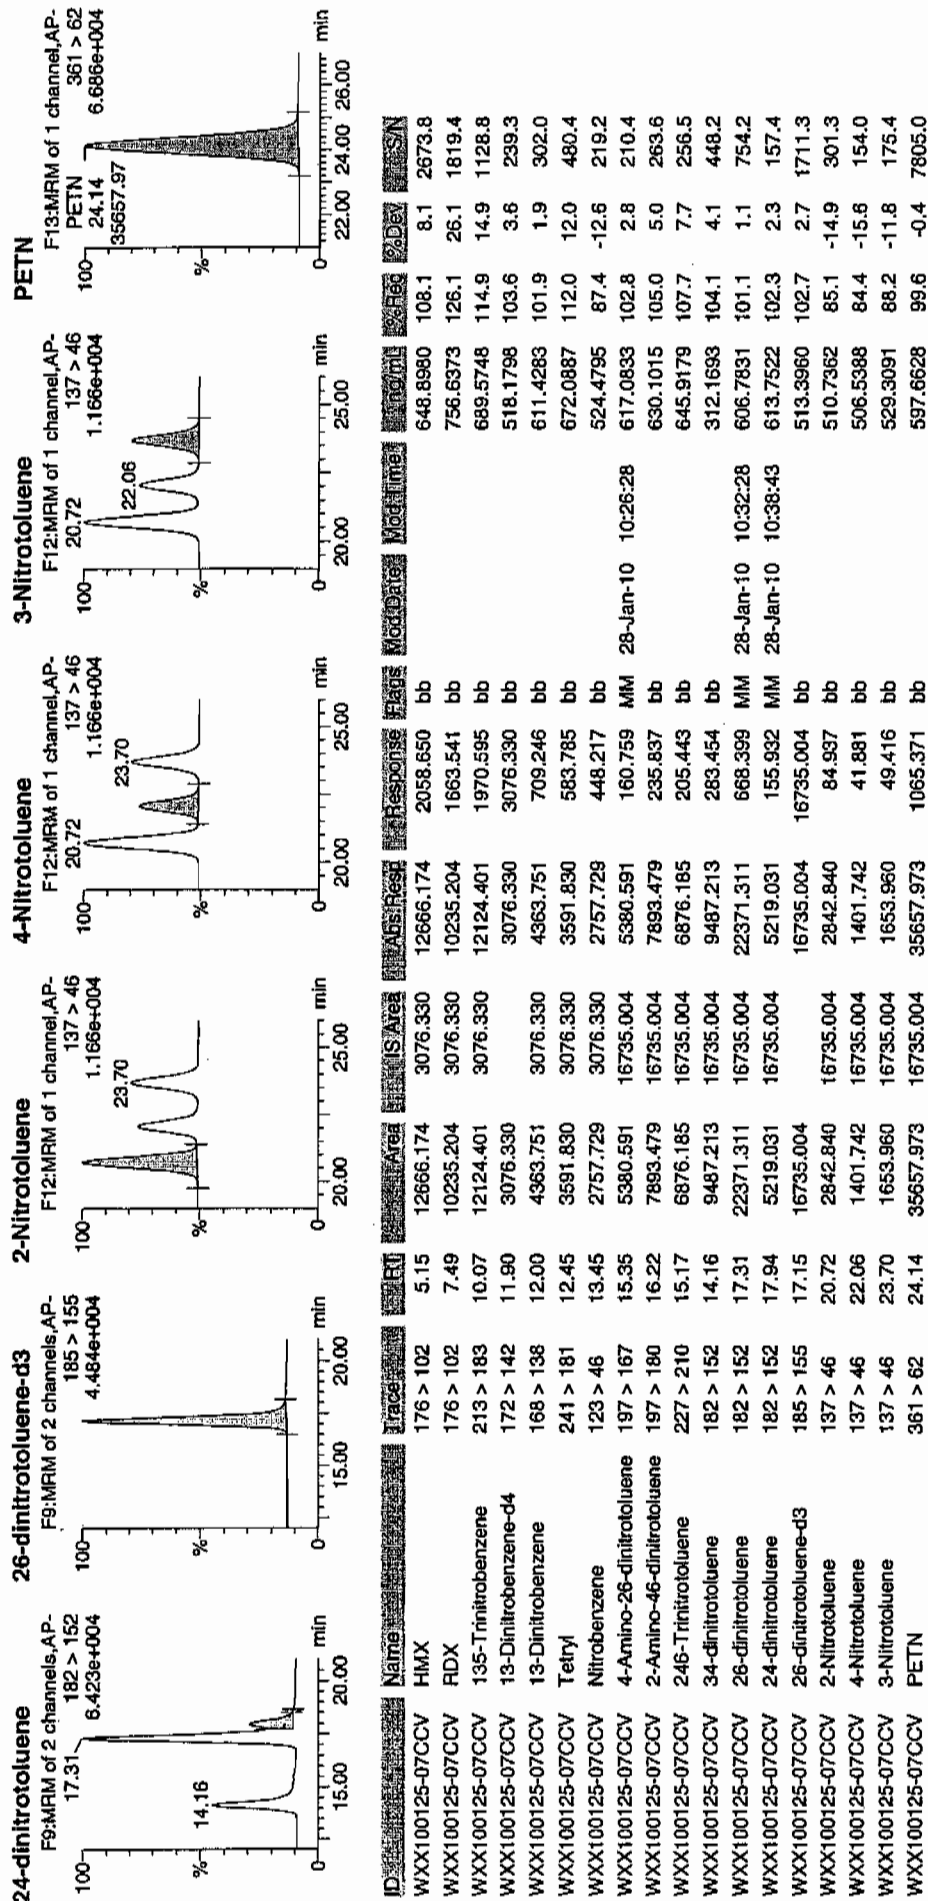 24-dinitrotoluene
F9:MRM of 2 channels,AP-
182 > 152
6.423e+004
17.31
14.16
100
%
0
15.00 20.00 min
26-dinitrotoluene-d3
F9:MRM of 2 channels,AP-
185 > 155
4.484e+004
100
%
0
15.00 20.00 min
2-Nitrotoluene
F12:MRM of 1 channel,AP-
137 > 46
1.166e+004
23.70
100
%
0
20.00 25.00 min
4-Nitrotoluene
F12:MRM of 1 channel,AP-
20.72 137 > 46
1.166e+004
23.70
100
%
0
20.00 25.00 min
3-Nitrotoluene
F12:MRM of 1 channel,AP-
20.72 137 > 46
1.166e+004
22.06
100
%
0
20.00 25.00 min
PETN
F13:MRM of 1 channel,AP-
PETN 361 > 62
24.14 6.686e+004
35657.97
100
%
0
22.00 24.00 26.00 min
ID Name Trace RT Area IS Area Abs.Resp Response Flags Mod.Date Mod.Time ng/mL %Rec %Dev S/N
WXX100125-07CCV HMX 176 > 102 5.15 12666.174 3076.330 12666.174 2058.650 bb 648.8980 108.1 8.1 2673.8
WXX100125-07CCV RDX 176 > 102 7.49 10235.204 3076.330 10235.204 1663.541 bb 756.6373 126.1 26.1 1819.4
WXX100125-07CCV 135-Trinitrobenzene 213 > 183 10.07 12124.401 3076.330 12124.401 1970.595 bb 689.5748 114.9 14.9 1128.8
WXX100125-07CCV 13-Dinitrobenzene-d4 172 > 142 11.90 3076.330 3076.330 3076.330 bb 518.1798 103.6 3.6 239.3
WXX100125-07CCV 13-Dinitrobenzene 168 > 138 12.00 4363.751 3076.330 4363.751 709.246 bb 611.4283 101.9 1.9 302.0
WXX100125-07CCV Tetryl 241 > 181 12.45 3591.830 3076.330 3591.830 583.785 bb 672.0887 112.0 12.0 480.4
WXX100125-07CCV Nitrobenzene 123 > 46 13.45 2757.729 3076.330 2757.729 448.217 bb 524.4795 87.4 -12.6 219.2
WXX100125-07CCV 4-Amino-26-dinitrotoluene 197 > 167 15.35 5380.591 16735.004 5380.591 160.759 MM 28-Jan-10 10:26:28 617.0833 102.8 2.8 210.4
WXX100125-07CCV 2-Amino-46-dinitrotoluene 197 > 180 16.22 7893.479 16735.004 7893.479 235.837 bb 630.1015 105.0 5.0 263.6
WXX100125-07CCV 246-Trinitrotoluene 227 > 210 15.17 6876.185 16735.004 6876.185 205.443 bb 645.9179 107.7 7.7 256.5
WXX100125-07CCV 34-dinitrotoluene 182 > 152 14.16 9487.213 16735.004 9487.213 283.454 bb 312.1693 104.1 4.1 448.2
WXX100125-07CCV 26-dinitrotoluene 182 > 152 17.31 22371.311 16735.004 22371.311 668.399 MM 28-Jan-10 10:32:28 606.7831 101.1 1.1 754.2
WXX100125-07CCV 24-dinitrotoluene 182 > 152 17.94 5219.031 16735.004 5219.031 155.932 MM 28-Jan-10 10:38:43 613.7522 102.3 2.3 157.4
WXX100125-07CCV 26-dinitrotoluene-d3 185 > 155 17.15 16735.004 16735.004 16735.004 bb 513.3960 102.7 2.7 1711.3
WXX100125-07CCV 2-Nitrotoluene 137 > 46 20.72 2842.840 16735.004 2842.840 84.937 bb 510.7362 85.1 -14.9 301.3
WXX100125-07CCV 4-Nitrotoluene 137 > 46 22.06 1401.742 16735.004 1401.742 41.881 bb 506.5388 84.4 -15.6 154.0
WXX100125-07CCV 3-Nitrotoluene 137 > 46 23.70 1653.960 16735.004 1653.960 49.416 bb 529.3091 88.2 -11.8 175.4
WXX100125-07CCV PETN 361 > 62 24.14 35657.973 16735.004 35657.973 1065.371 bb 597.6628 99.6 -0.4 7805.0